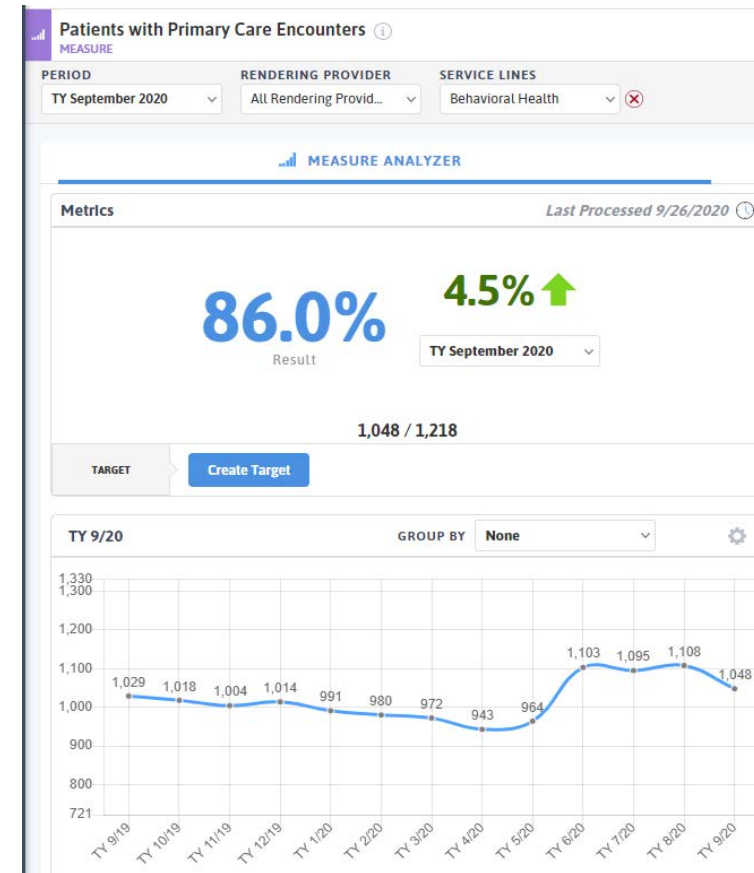 Patients with Primary Care Encounters
MEASURE
PERIOD RENDERING PROVIDER SERVICE LINES
TY September 2020 All Rendering Provid... Behavioral Health
MEASURE ANALYZER
Metrics Last Processed 9/26/2020
86.0% 4.5%
Result TY September 2020
1,048 / 1,218
TARGET Create Target
TY 9/20 GROUP BY None
1,330
1,300
1,200
1,100
1,000
900
800
721
1,029 1,018 1,004 1,014 991 980 972 943 964 1,103 1,095 1,108 1,048
TY 9/19 TY 10/19 TY 11/19 TY 12/19 TY 1/20 TY 2/20 TY 3/20 TY 4/20 TY 5/20 TY 6/20 TY 7/20 TY 8/20 TY 9/20